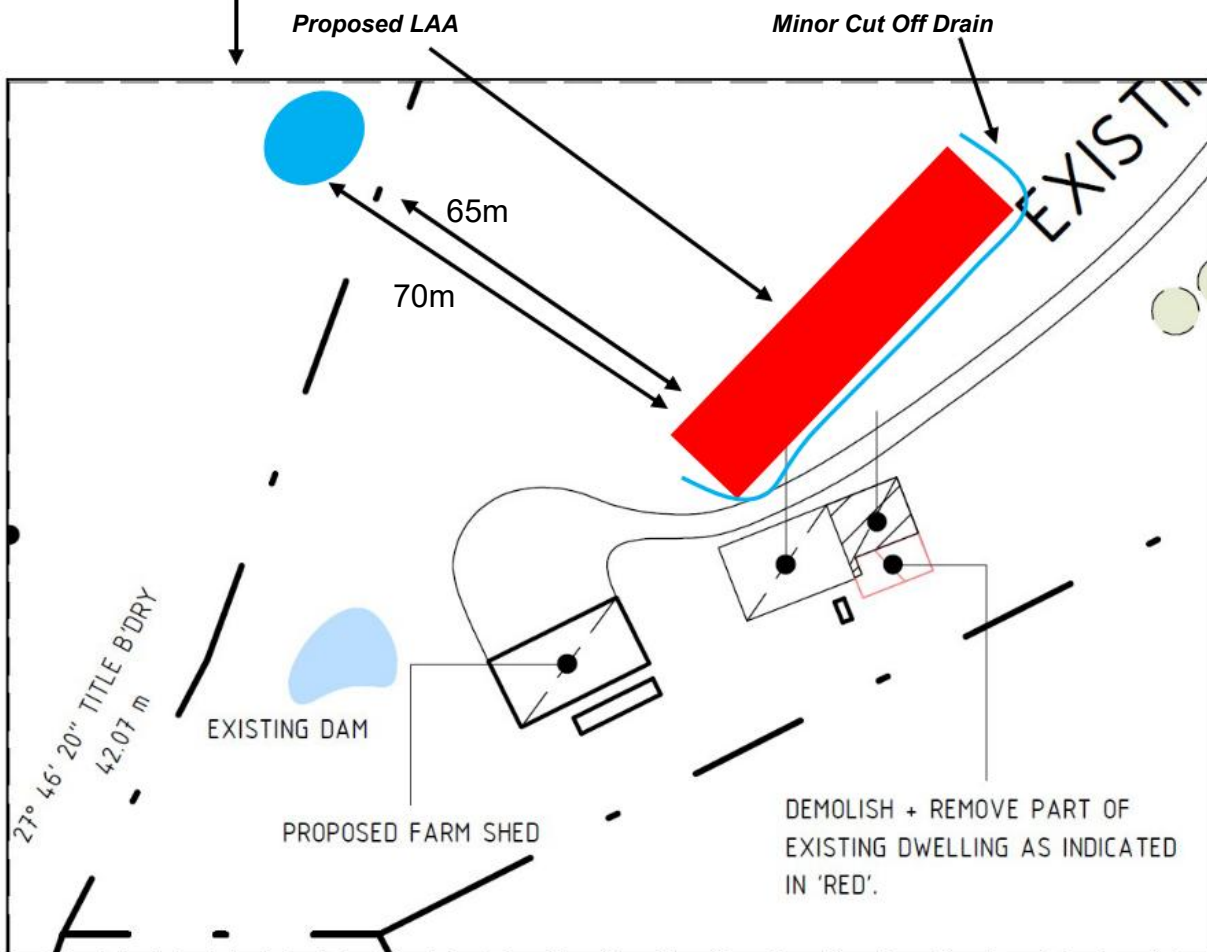 Proposed LAA
Minor Cut Off Drain
65m
70m
27° 46' 20" TITLE B'DRY
42.07 m
EXISTING DAM
PROPOSED FARM SHED
DEMOLISH + REMOVE PART OF
EXISTING DWELLING AS INDICATED
IN 'RED'.